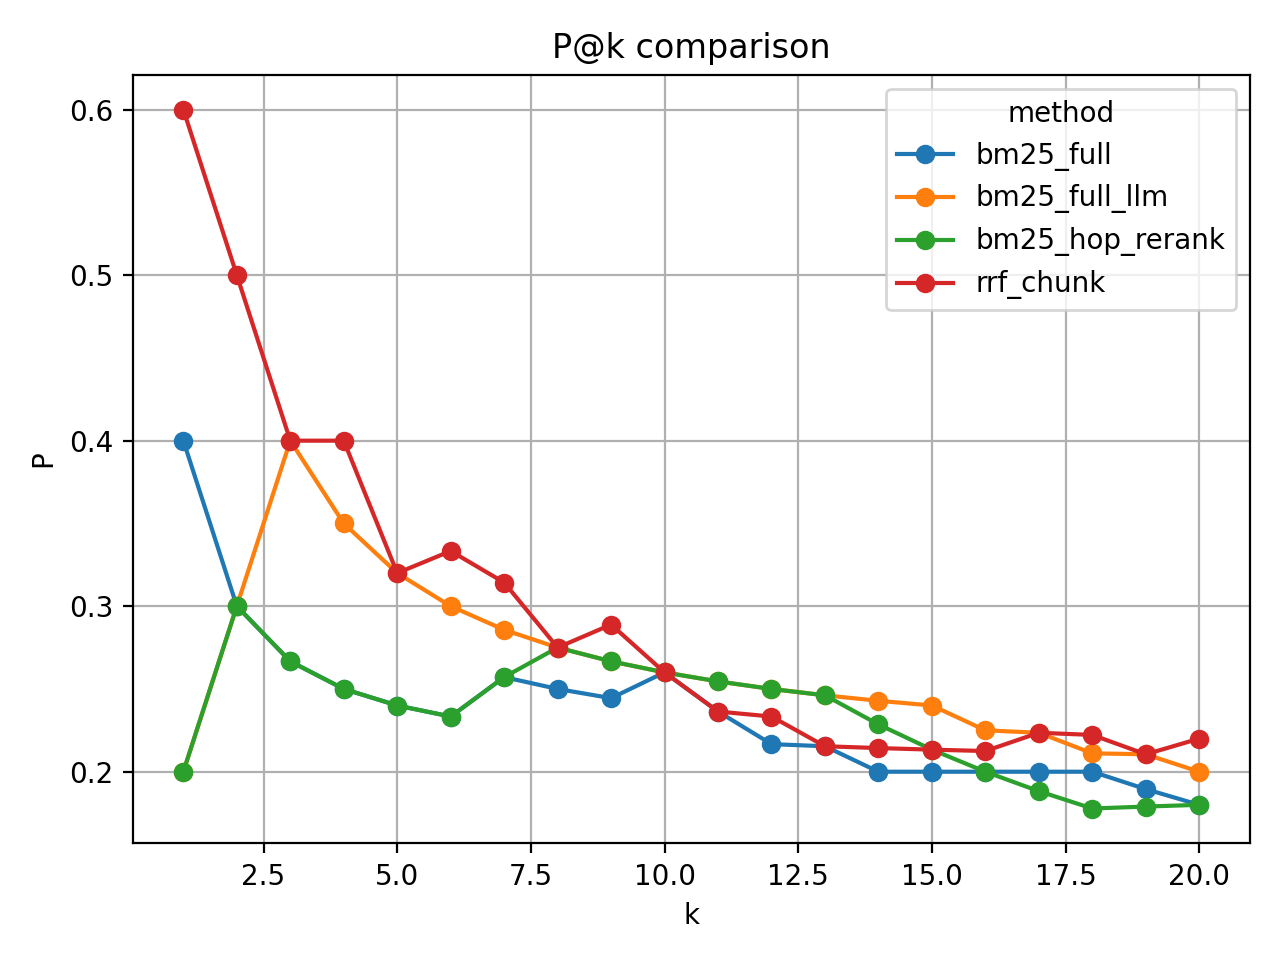 P@k comparison
method
bm25_full
bm25_full_llm
bm25_hop_rerank
rrf_chunk
0.6
0.5
0.4
0.3
0.2
P
2.5 5.0 7.5 10.0 12.5 15.0 17.5 20.0
k